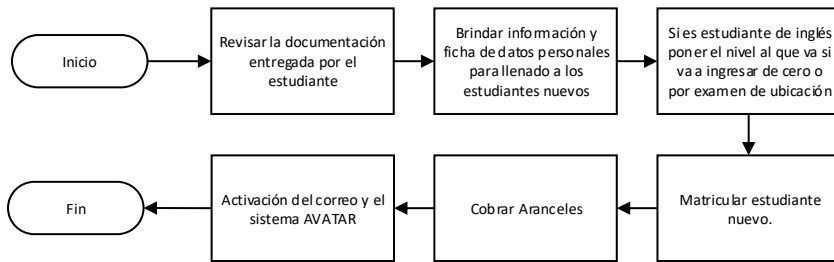 Inicio
Revisar la documentación
entregada por el
estudiante
Brindar información y
ficha de datos personales
para llenado a los
estudiantes nuevos
Si es estudiante de inglés
poner el nivel al que va si
va a ingresar de cero o
por examen de ubicación
Matricular estudiante
nuevo.
Cobrar Aranceles
Activación del correo y el
sistema AVATAR
Fin